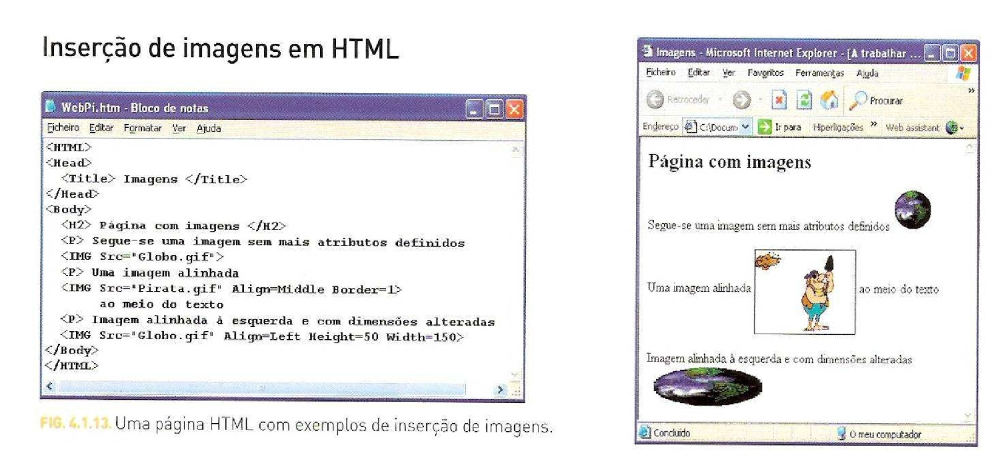 Inserção de imagens em HTML
WebPi.htm - Bloco de notas
Ficheiro Editar Formatar Ver Ajuda
<HTML>
<Head>
<Title> Imagens </Title>
</Head>
<Body>
<H2> Página com imagens </H2>
<P> Segue-se uma imagem sem mais atributos definidos
<IMG Src="Globo.gif">
<P> Uma imagem alinhada
<IMG Src="Pirata.gif" Align=Middle Border=1>
ao meio do texto
<P> Imagem alinhada à esquerda e com dimensões alteradas
<IMG Src="Globo.gif" Align=Left Height=50 Width=150>
</Body>
</HTML>
FIG. 4.1.13. Uma página HTML com exemplos de inserção de imagens.
Imagens - Microsoft Internet Explorer - [A trabalhar ...
Ficheiro Editar Ver Favoritos Ferramentas Ajuda
Retroceder Procurar
Endereço C:\Docum Ir para Hiperligações Web assistant
Página com imagens
Segue-se uma imagem sem mais atributos definidos
Uma imagem alinhada ao meio do texto
Imagem alinhada à esquerda e com dimensões alteradas
Concluído O meu computador